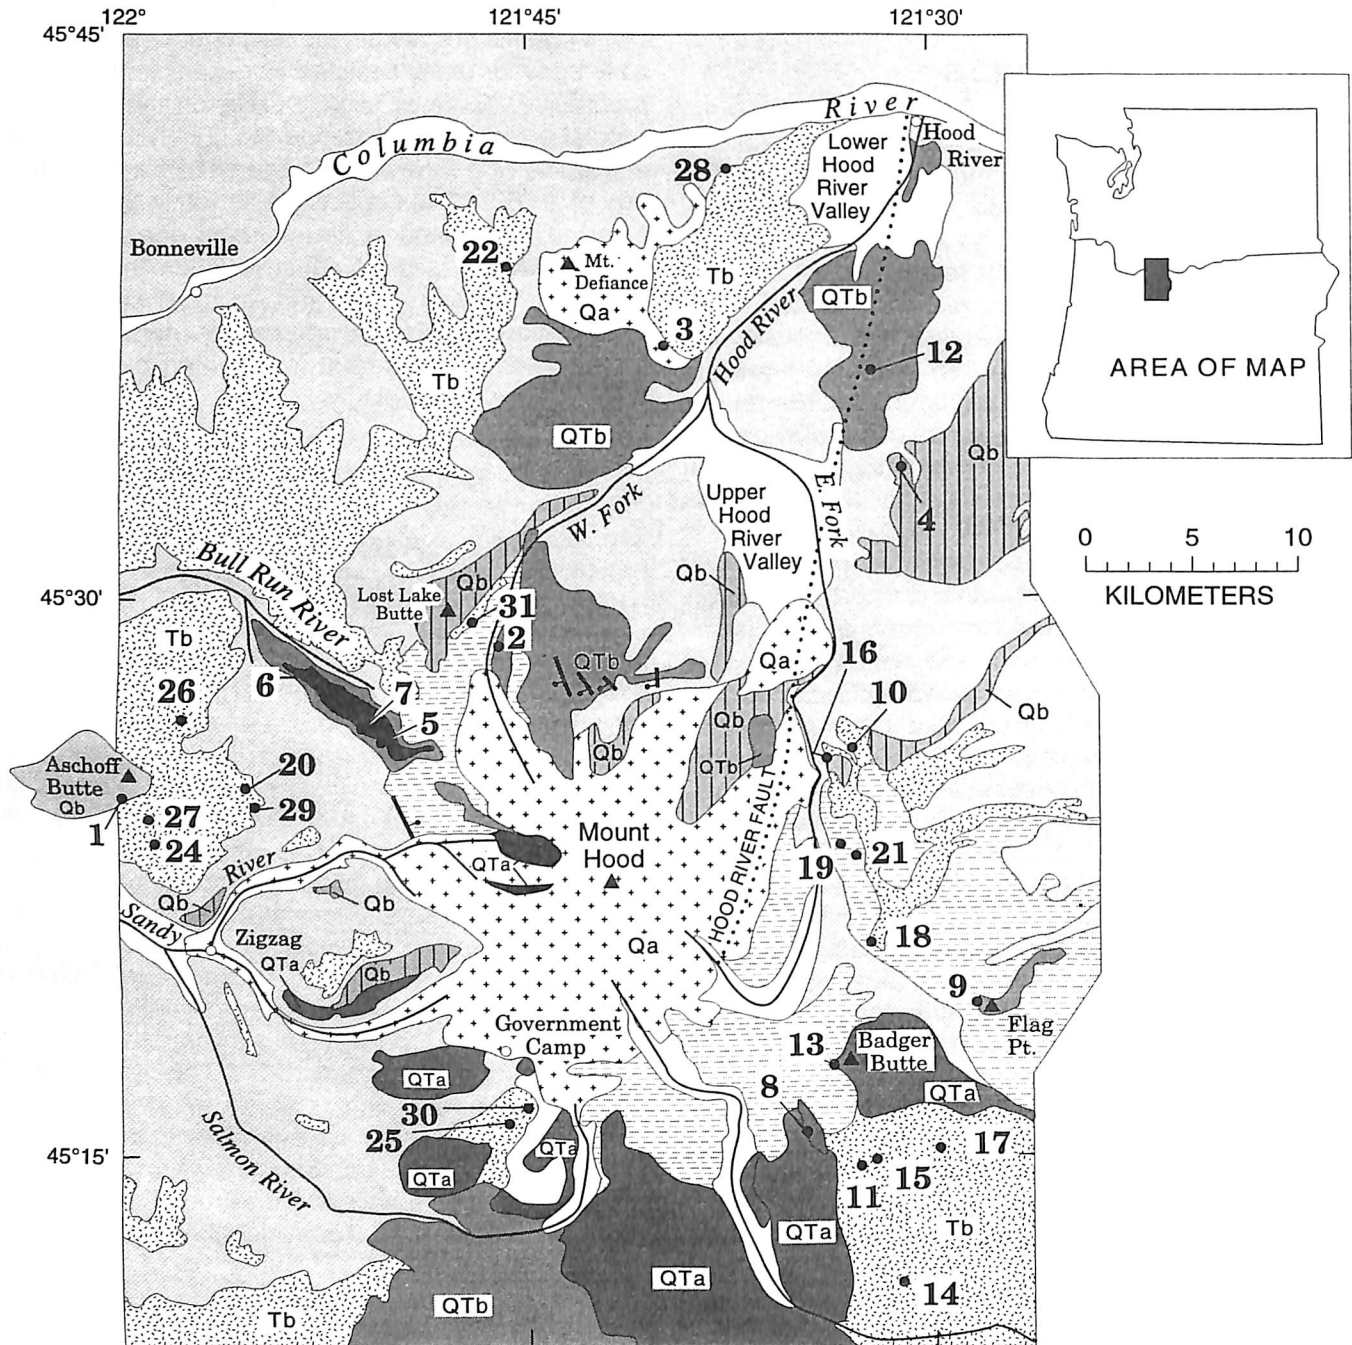 122°
121°45'
121°30'
45°45'
Columbia
River
Hood
River
Lower
Hood
River
Valley
28
Bonneville
22
Mt.
Defiance
Qa
Tb
QTb
Hood River
3
12
AREA OF MAP
Tb
QTb
Qb
4
W. Fork
E. Fork
Upper
Hood
River
Valley
0 5 10
KILOMETERS
Bull Run River
45°30'
Lost Lake
Butte
Qb
Qb
31
2
Tb
QTb
Qa
16
6
7
10
26
5
Qb
Qb
Qb
QTb
Aschoff
Butte
Qb
20
29
1
27
24
Mount
Hood
QTa
HOOD RIVER FAULT
19
21
River
Qb
Qb
Sandy
Zigzag
QTa
Qb
Qa
18
9
Flag
Pt.
Government
Camp
13
Badger
Butte
QTa
QTa
8
30
25
Salmon River
45°15'
QTa
QTa
17
15
11
QTa
Tb
QTa
14
QTb
Tb